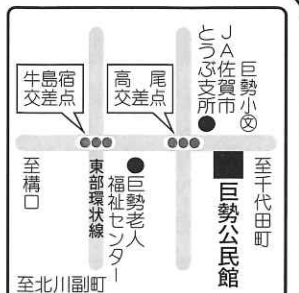 巨勢小㊛
JA佐賀市
とうぶ支所
高尾
交差点
牛島宿
交差点
至千代田町
巨勢公民館
巨勢老人
福祉センター
東部環状線
至構口
至北川副町